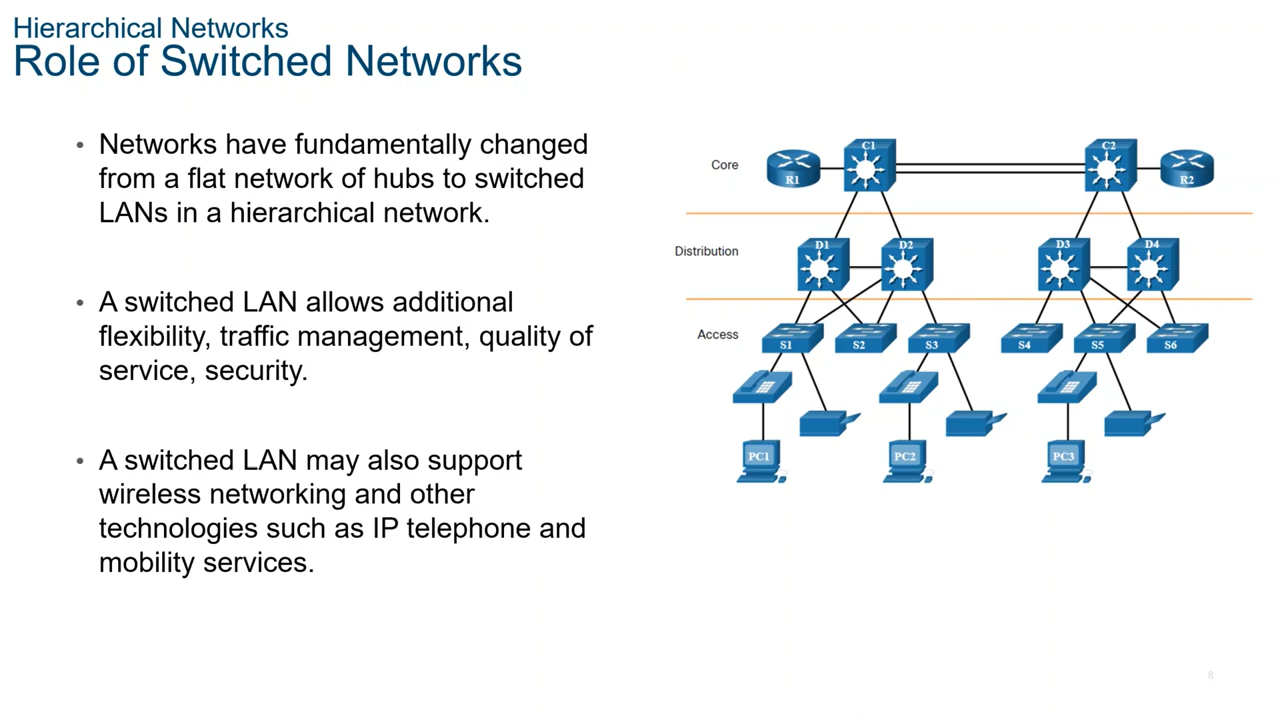 Hierarchical Networks
Role of Switched Networks
• Networks have fundamentally changed
from a flat network of hubs to switched
LANs in a hierarchical network.
• A switched LAN allows additional
flexibility, traffic management, quality of
service, security.
• A switched LAN may also support
wireless networking and other
technologies such as IP telephone and
mobility services.
Core
R1
C1
C2
R2
Distribution
D1
D2
D3
D4
Access
S1
S2
S3
S4
S5
S6
PC1
PC2
PC3
8